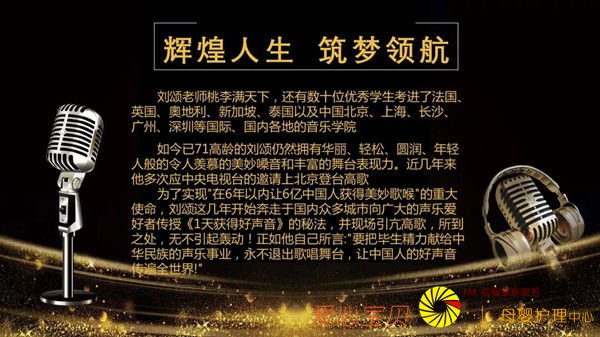 辉煌人生 筑梦领航
刘颂老师桃李满天下，还有数十位优秀学生考进了法国、
英国、奥地利、新加坡、泰国以及中国北京、上海、长沙、
广州、深圳等国际、国内各地的音乐学院
如今已71高龄的刘颂仍然拥有华丽、轻松、圆润、年轻
人般的令人羡慕的美妙嗓音和丰富的舞台表现力。近几年来
他多次应中央电视台的邀请上北京登台高歌
为了实现"在6年以内让6亿中国人获得美妙歌喉"的重大
使命，刘颂这几年开始奔走于国内众多城市向广大的声乐爱
好者传授《1天获得好声音》的秘法，并现场引亢高歌，所到
之处，无不引起轰动！正如他自己所言:"要把毕生精力献给中
华民族的声乐事业，永不退出歌唱舞台，让中国人的好声音
传遍全世界!"
母婴护理中心